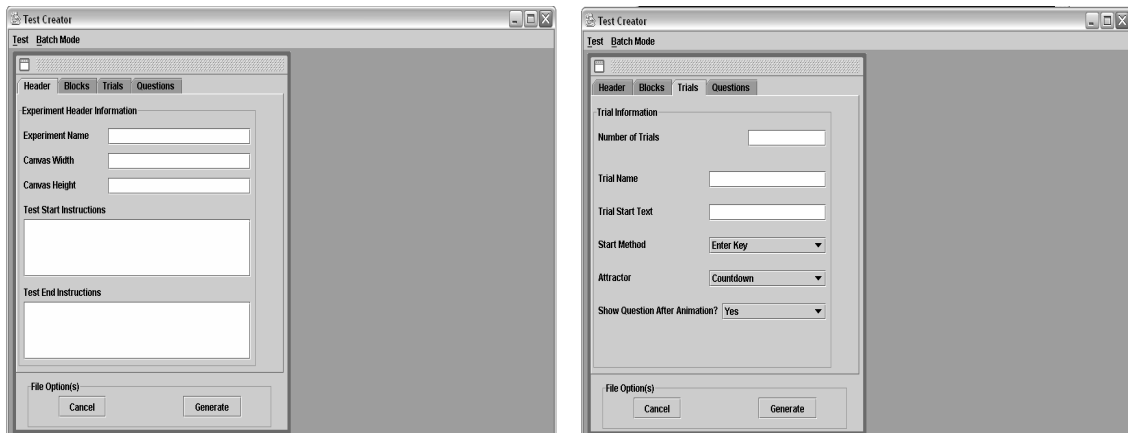 Test Creator
Test Batch Mode
Header Blocks Trials Questions
Experiment Header Information
Experiment Name
Canvas Width
Canvas Height
Test Start Instructions
Test End Instructions
File Option(s)
Cancel Generate
Test Creator
Test Batch Mode
Header Blocks Trials Questions
Trial Information
Number of Trials
Trial Name
Trial Start Text
Start Method Enter Key
Attractor Countdown
Show Question After Animation? Yes
File Option(s)
Cancel Generate